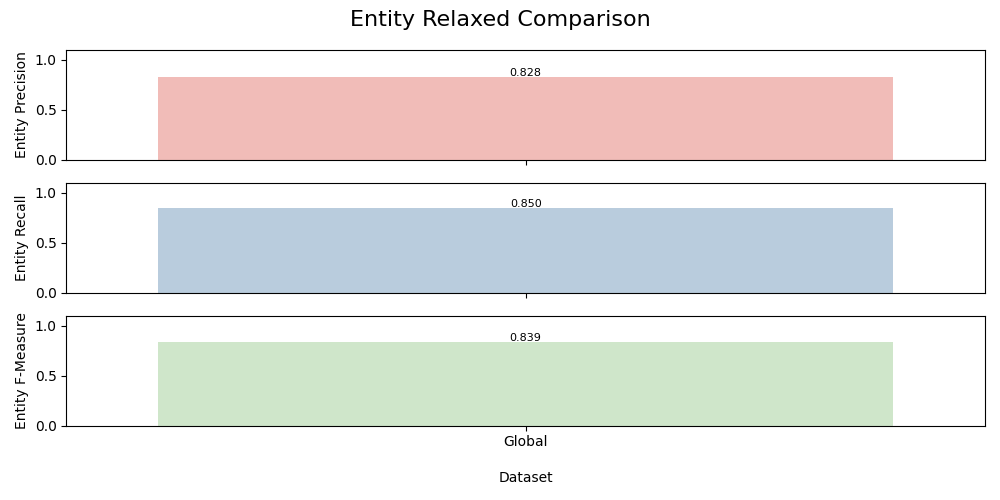 Entity Relaxed Comparison
Entity Precision
1.0
0.5
0.0
0.828
Entity Recall
1.0
0.5
0.0
0.850
Entity F-Measure
1.0
0.5
0.0
0.839
Global
Dataset